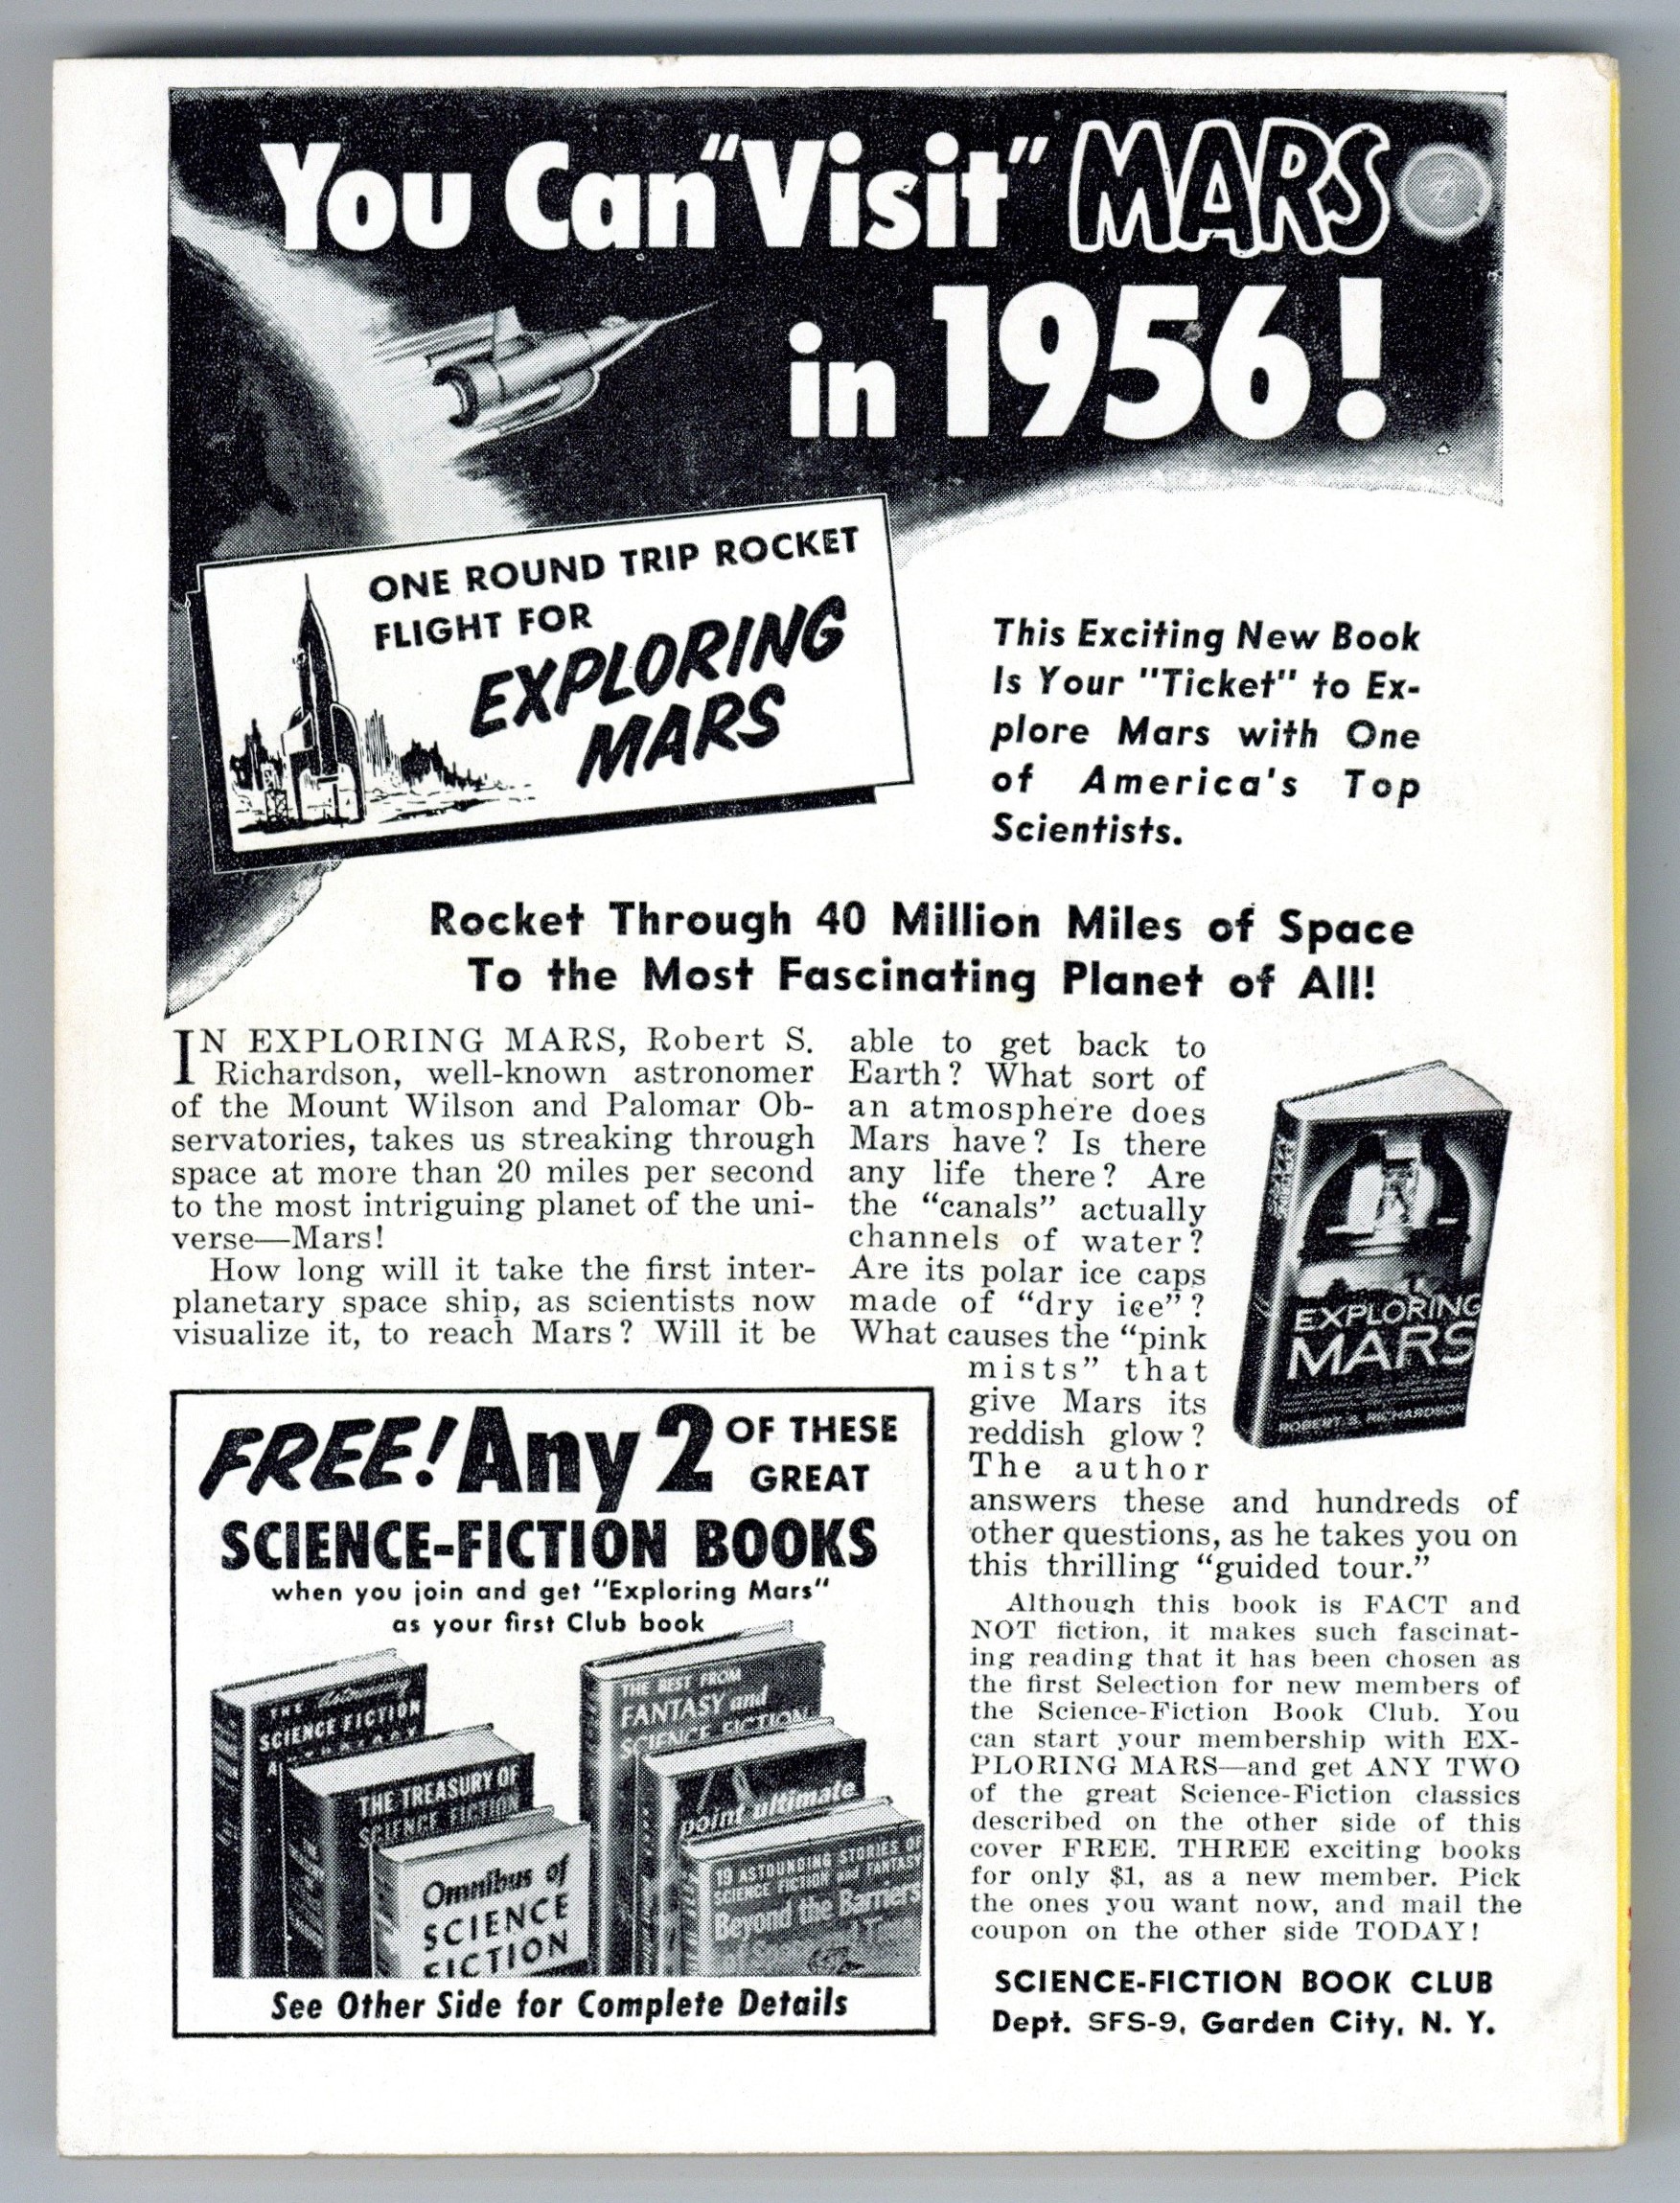 You Can "Visit" MARS
in 1956!
ONE ROUND TRIP ROCKET
FLIGHT FOR
EXPLORING
MARS
This Exciting New Book
Is Your "Ticket" to Ex-
plore Mars with One
of America's Top
Scientists.
Rocket Through 40 Million Miles of Space
To the Most Fascinating Planet of All!
IN EXPLORING MARS, Robert S.
Richardson, well-known astronomer
of the Mount Wilson and Palomar Ob-
servatories, takes us streaking through
space at more than 20 miles per second
to the most intriguing planet of the uni-
verse—Mars!
How long will it take the first inter-
planetary space ship, as scientists now
visualize it, to reach Mars? Will it be
able to get back to
Earth? What sort of
an atmosphere does
Mars have? Is there
any life there? Are
the "canals" actually
channels of water?
Are its polar ice caps
made of "dry ice"?
What causes the "pink
mists" that
give Mars its
reddish glow?
The author
answers these and hundreds of
other questions, as he takes you on
this thrilling "guided tour."
Although this book is FACT and
NOT fiction, it makes such fascinat-
ing reading that it has been chosen as
the first Selection for new members of
the Science-Fiction Book Club. You
can start your membership with EX-
PLORING MARS—and get ANY TWO
of the great Science-Fiction classics
described on the other side of this
cover FREE. THREE exciting books
for only $1, as a new member. Pick
the ones you want now, and mail the
coupon on the other side TODAY!
SCIENCE-FICTION BOOK CLUB
Dept. SFS-9, Garden City, N. Y.
EXPLORING
MARS
ROBERT S. RICHARDSON
FREE! Any 2 OF THESE
GREAT
SCIENCE-FICTION BOOKS
when you join and get "Exploring Mars"
as your first Club book
THE Astounding
SCIENCE FICTION
ANTHOLOGY
THE TREASURY OF
SCIENCE FICTION
Omnibus of
SCIENCE
FICTION
THE BEST FROM
FANTASY and
SCIENCE FICTION
point ultimate
19 ASTOUNDING STORIES OF
SCIENCE FICTION and FANTASY
Beyond the Barriers
of Space and Time
See Other Side for Complete Details